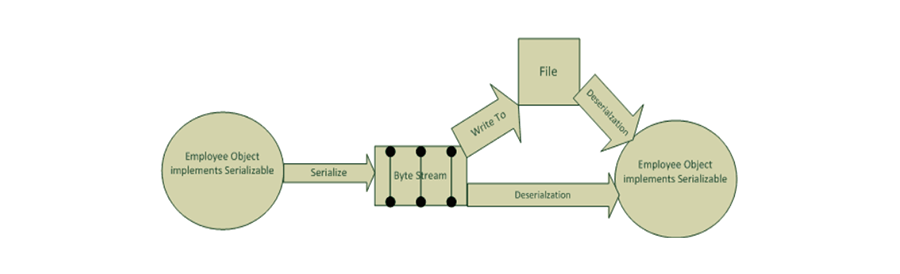 File
Write To
Deserialzation
Employee Object
implements Serializable
Serialize
Byte Stream
Deserialzation
Employee Object
implements Serializable